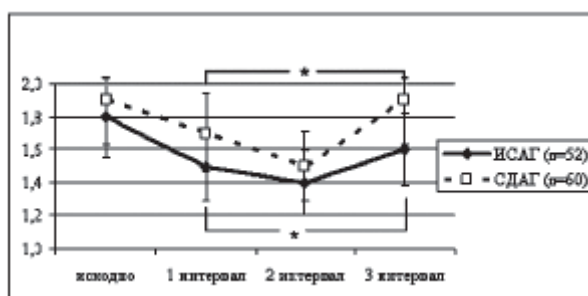 *
2,0
1,8
1,6
1,4
1,2
1,0
ИСАГ (n=52)
СДАГ (n=60)
*
исходно 1 интервал 2 интервал 3 интервал